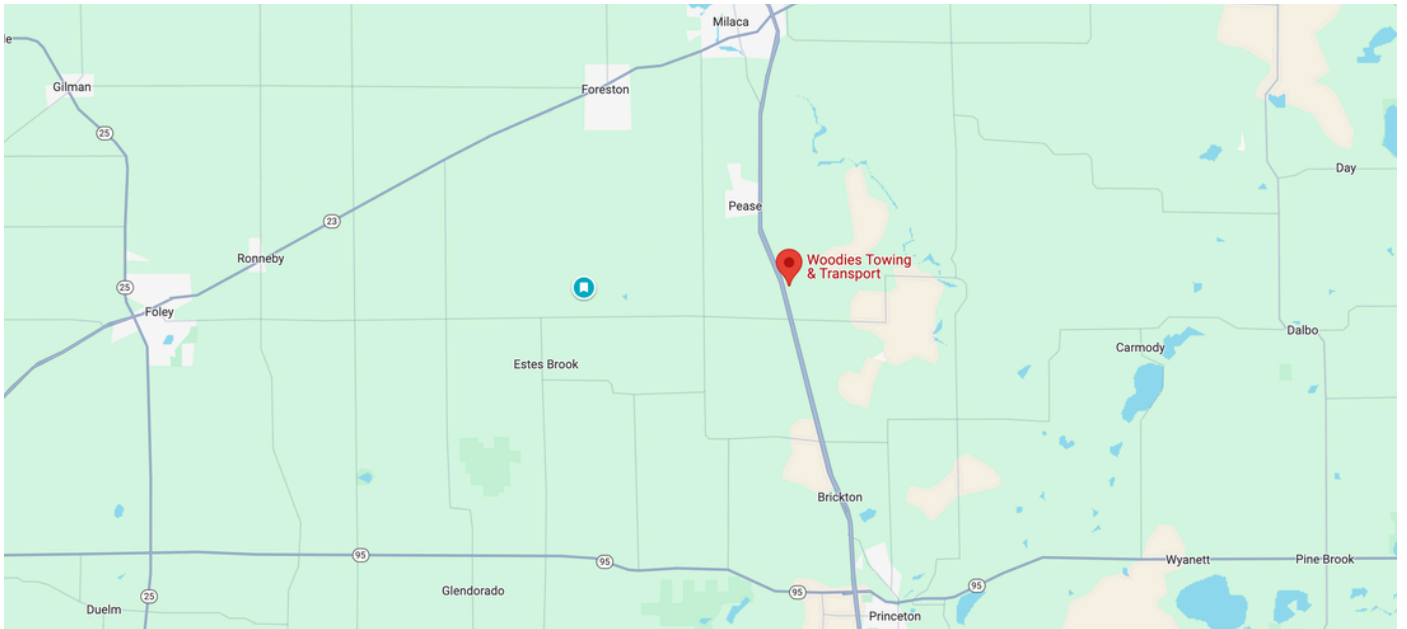 Milaca
le
Gilman
Foreston
25
Day
Pease
23
Ronneby
Woodies Towing
& Transport
25
Foley
Dalbo
Carmody
Estes Brook
Brickton
95
95
Wyanett
Pine Brook
95
95
Glendorado
25
Duelm
Princeton